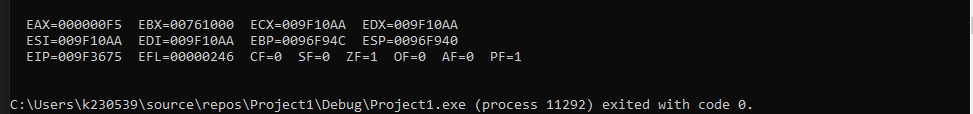 EAX=000000F5  EBX=00761000  ECX=009F10AA  EDX=009F10AA
ESI=009F10AA  EDI=009F10AA  EBP=0096F94C  ESP=0096F940
EIP=009F3675  EFL=00000246  CF=0  SF=0  ZF=1  OF=0  AF=0  PF=1
C:\Users\k230539\source\repos\Project1\Debug\Project1.exe (process 11292) exited with code 0.